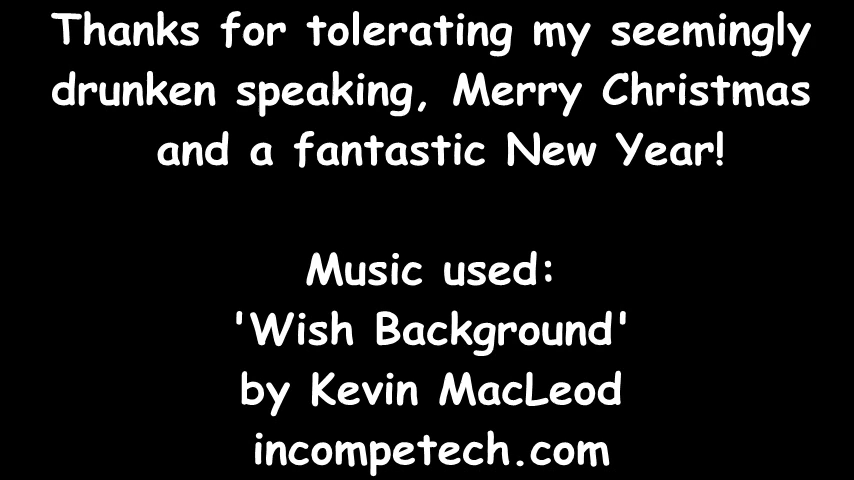 Thanks for tolerating my seemingly
drunken speaking, Merry Christmas
and a fantastic New Year!
Music used:
'Wish Background'
by Kevin MacLeod
incompetech.com